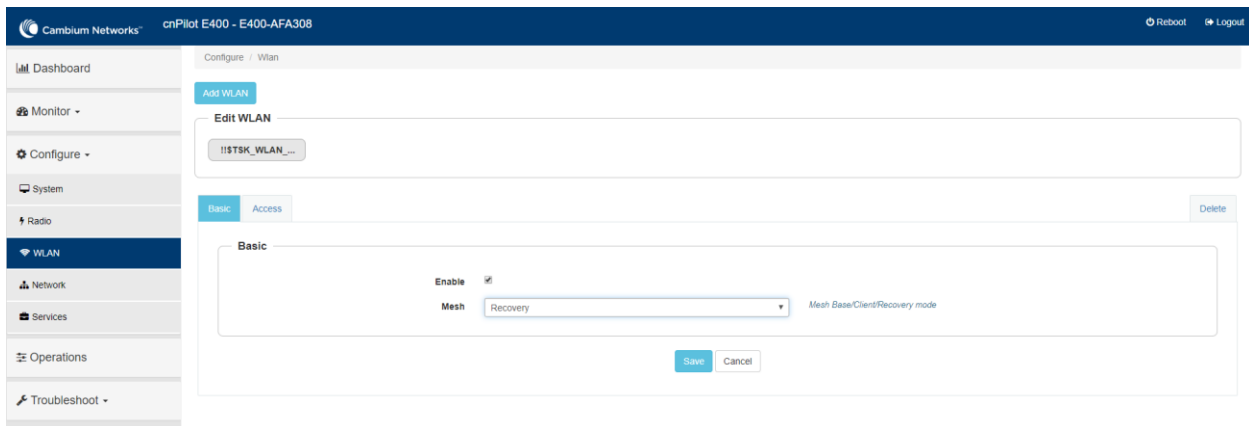 Cambium Networks™
cnPilot E400 - E400-AFA308
Reboot
Logout
Dashboard
Monitor
Configure
System
Radio
WLAN
Network
Services
Operations
Troubleshoot
Configure / Wlan
Add WLAN
Edit WLAN
!!$TSK_WLAN_...
Basic
Access
Delete
Basic
Enable
Mesh
Recovery
Mesh Base/Client/Recovery mode
Save
Cancel